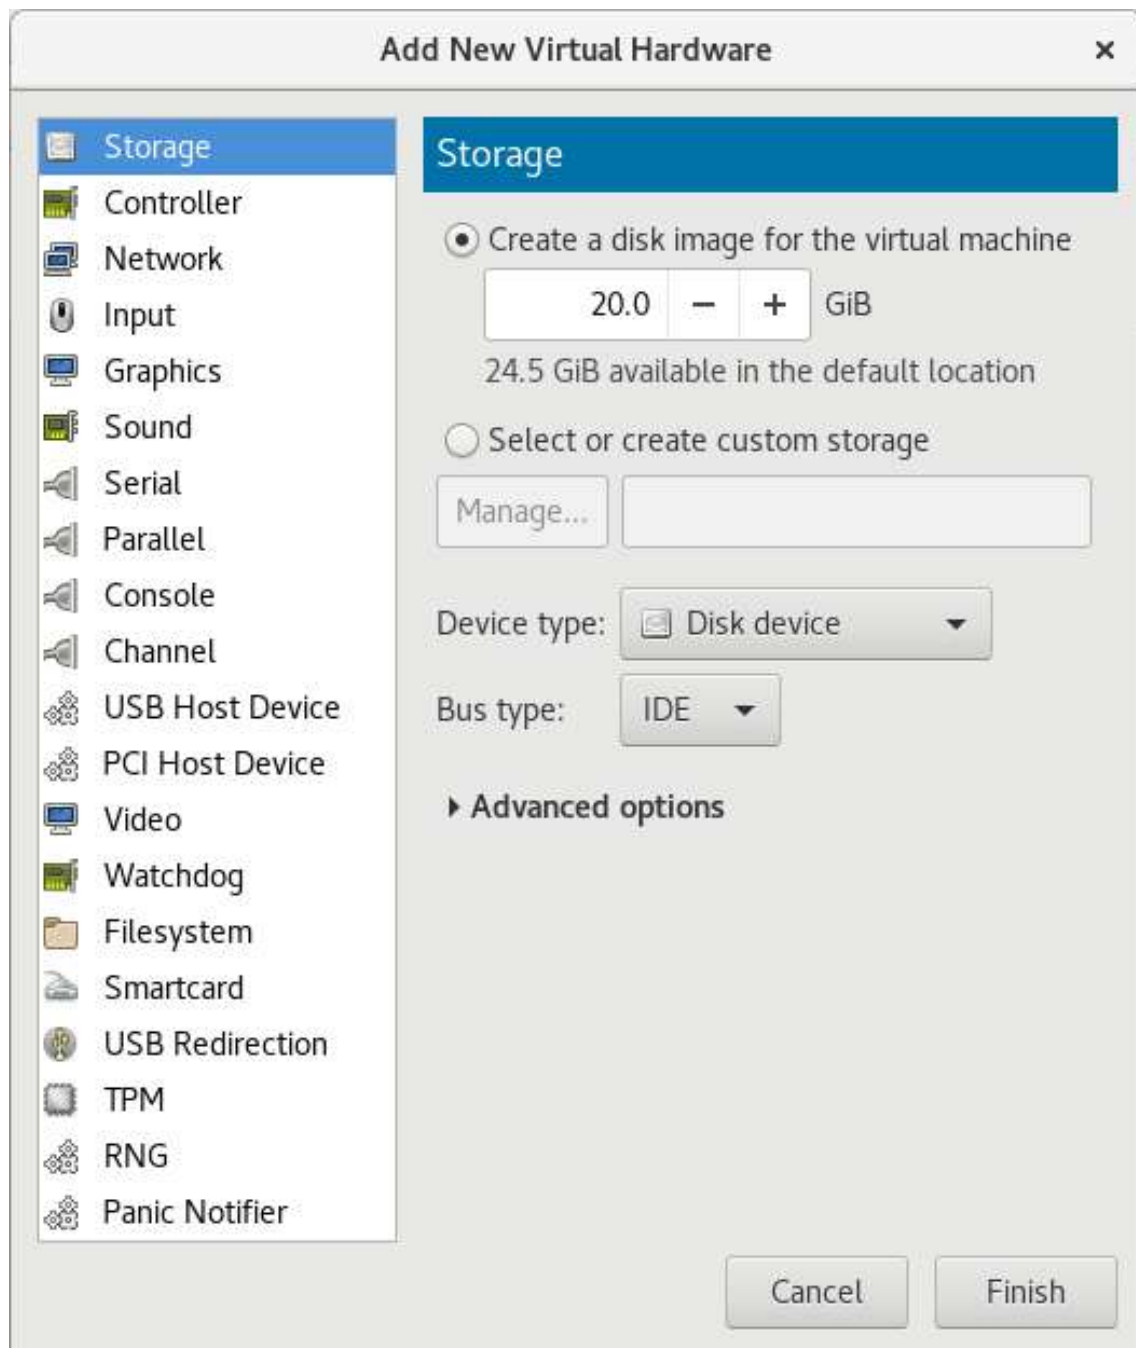 Add New Virtual Hardware
Storage
Controller
Network
Input
Graphics
Sound
Serial
Parallel
Console
Channel
USB Host Device
PCI Host Device
Video
Watchdog
Filesystem
Smartcard
USB Redirection
TPM
RNG
Panic Notifier
Storage
Create a disk image for the virtual machine
20.0 − + GiB
24.5 GiB available in the default location
Select or create custom storage
Manage...
Device type: Disk device
Bus type: IDE
Advanced options
Cancel Finish